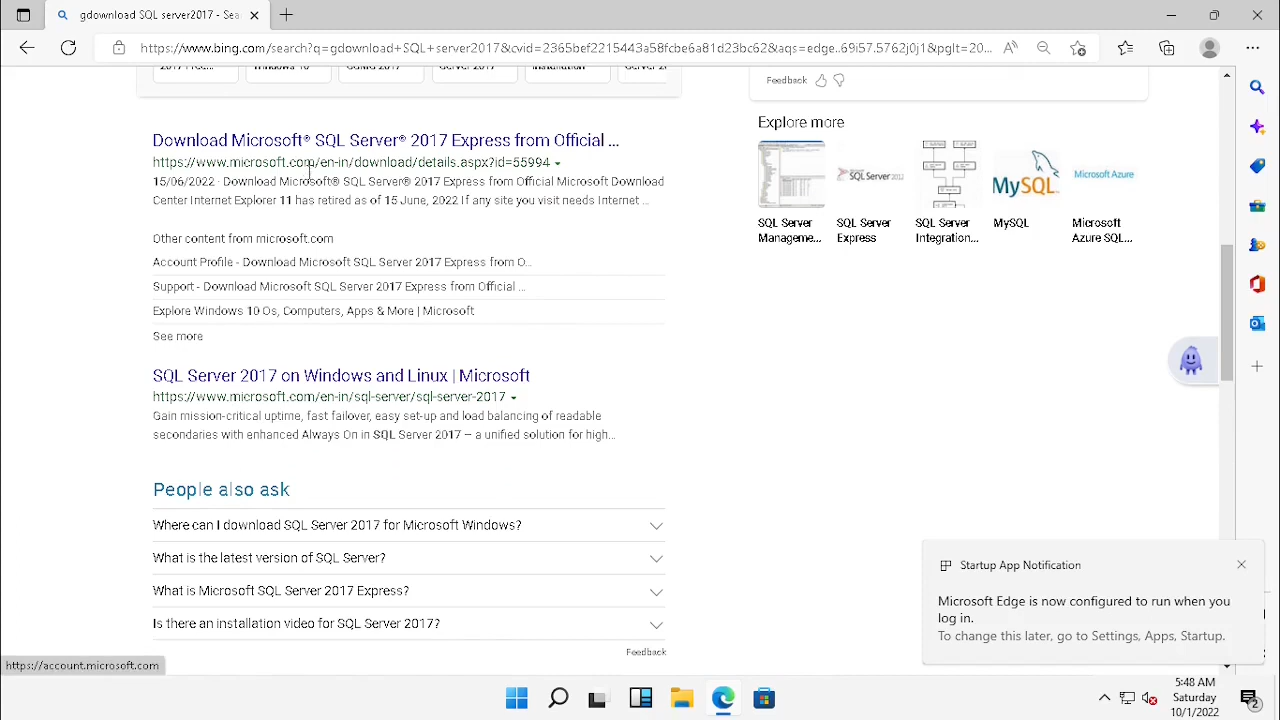 gdownload SQL server2017 - Sea
https://www.bing.com/search?q=gdownload+SQL+server2017&cvid=2365bef2215443a58fcbe6a81d23bc62&aqs=edge..69i57.5762j0j1&pglt=20...
Download Microsoft® SQL Server® 2017 Express from Official ...
https://www.microsoft.com/en-in/download/details.aspx?id=55994
15/06/2022 - Download Microsoft® SQL Server® 2017 Express from Official Microsoft Download
Center Internet Explorer 11 as of 15 June, 2022 If any site you visit needs Internet ...
Other content from microsoft.com
Account Profile - Download Microsoft SQL Server 2017 Express from O...
Support - Download Microsoft SQL Server 2017 Express from Official ...
Explore Windows 10 Os, Computers, Apps & More | Microsoft
See more
SQL Server 2017 on Windows and Linux | Microsoft
https://www.microsoft.com/en-in/sql-server/sql-server-2017
Gain mission-critical uptime, fast failover, easy set-up and load balancing of readable
secondaries with enhanced Always On in SQL Server 2017 – a unified solution for high...
People also ask
Where can I download SQL Server 2017 for Microsoft Windows?
What is the latest version of SQL Server?
What is Microsoft SQL Server 2017 Express?
Is there an installation video for SQL Server 2017?
Feedback
Feedback
Explore more
SQL Server
MySQL
Microsoft Azure
SQL Server
Manageme...
SQL Server
Express
SQL Server
Integration...
MySQL
Microsoft
Azure SQL...
Startup App Notification
Microsoft Edge is now configured to run when you
log in.
To change this later, go to Settings, Apps, Startup.
https://account.microsoft.com
5:48 AM
Saturday
10/1/2022
2